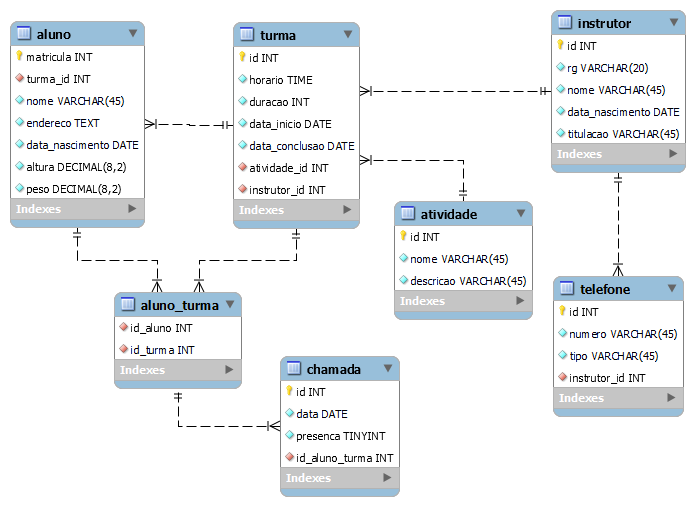 aluno
matricula INT
turma_id INT
nome VARCHAR(45)
endereco TEXT
data_nascimento DATE
altura DECIMAL(8,2)
peso DECIMAL(8,2)
Indexes
turma
id INT
horario TIME
duracao INT
data_inicio DATE
data_conclusao DATE
atividade_id INT
instrutor_id INT
Indexes
instrutor
id INT
rg VARCHAR(20)
nome VARCHAR(45)
data_nascimento DATE
titulacao VARCHAR(45)
Indexes
atividade
id INT
nome VARCHAR(45)
descricao VARCHAR(45)
Indexes
telefone
id INT
numero VARCHAR(45)
tipo VARCHAR(45)
instrutor_id INT
Indexes
aluno_turma
id_aluno INT
id_turma INT
Indexes
chamada
id INT
data DATE
presenca TINYINT
id_aluno_turma INT
Indexes